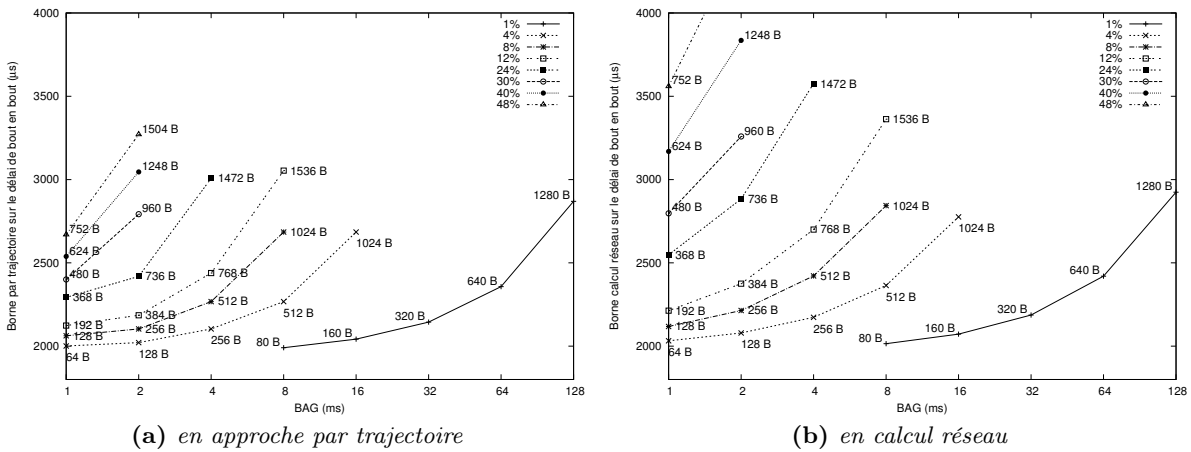 Borne par trajectoire sur le délai de bout en bout (µs)
4000
3500
3000
2500
2000
1%
4%
8%
12%
24%
30%
40%
48%
1504 B
1248 B
960 B
752 B
624 B
480 B
368 B
736 B
1472 B
1536 B
192 B
384 B
768 B
1024 B
128 B
256 B
512 B
1024 B
64 B
128 B
256 B
512 B
80 B
160 B
320 B
640 B
1280 B
1 2 4 8 16 32 64 128
BAG (ms)
(a) en approche par trajectoire
Borne calcul réseau sur le délai de bout en bout (µs)
4000
3500
3000
2500
2000
1%
4%
8%
12%
24%
30%
40%
48%
1248 B
752 B
624 B
960 B
480 B
1472 B
736 B
368 B
1536 B
768 B
384 B
192 B
1024 B
512 B
256 B
128 B
1024 B
512 B
256 B
128 B
64 B
80 B
160 B
320 B
640 B
1280 B
1 2 4 8 16 32 64 128
BAG (ms)
(b) en calcul réseau